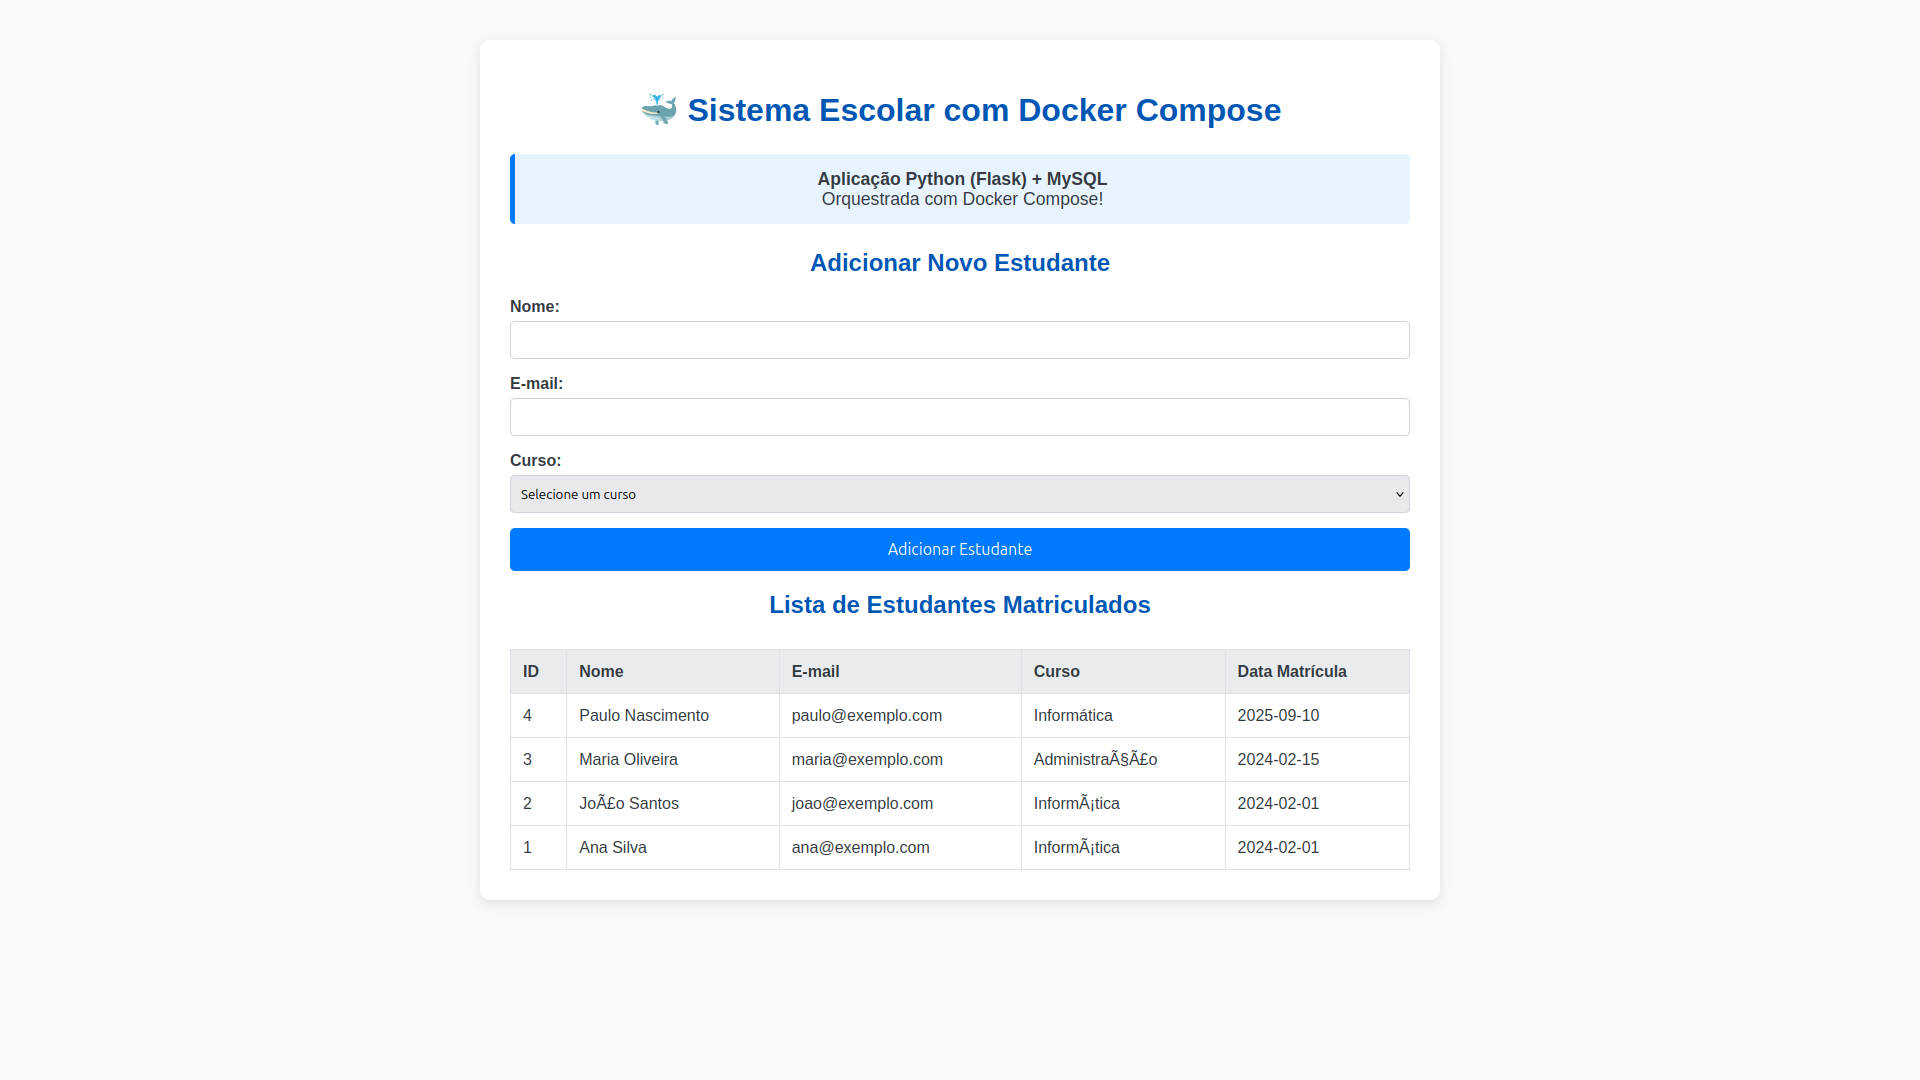 🐳 Sistema Escolar com Docker Compose
Aplicação Python (Flask) + MySQL
Orquestrada com Docker Compose!
Adicionar Novo Estudante
Nome:
E-mail:
Curso:
Selecione um curso
Adicionar Estudante
Lista de Estudantes Matriculados
ID Nome E-mail Curso Data Matrícula
4 Paulo Nascimento paulo@exemplo.com Informática 2025-09-10
3 Maria Oliveira maria@exemplo.com AdministraÃ§Ã£o 2024-02-15
2 JoÃ£o Santos joao@exemplo.com InformÃ¡tica 2024-02-01
1 Ana Silva ana@exemplo.com InformÃ¡tica 2024-02-01